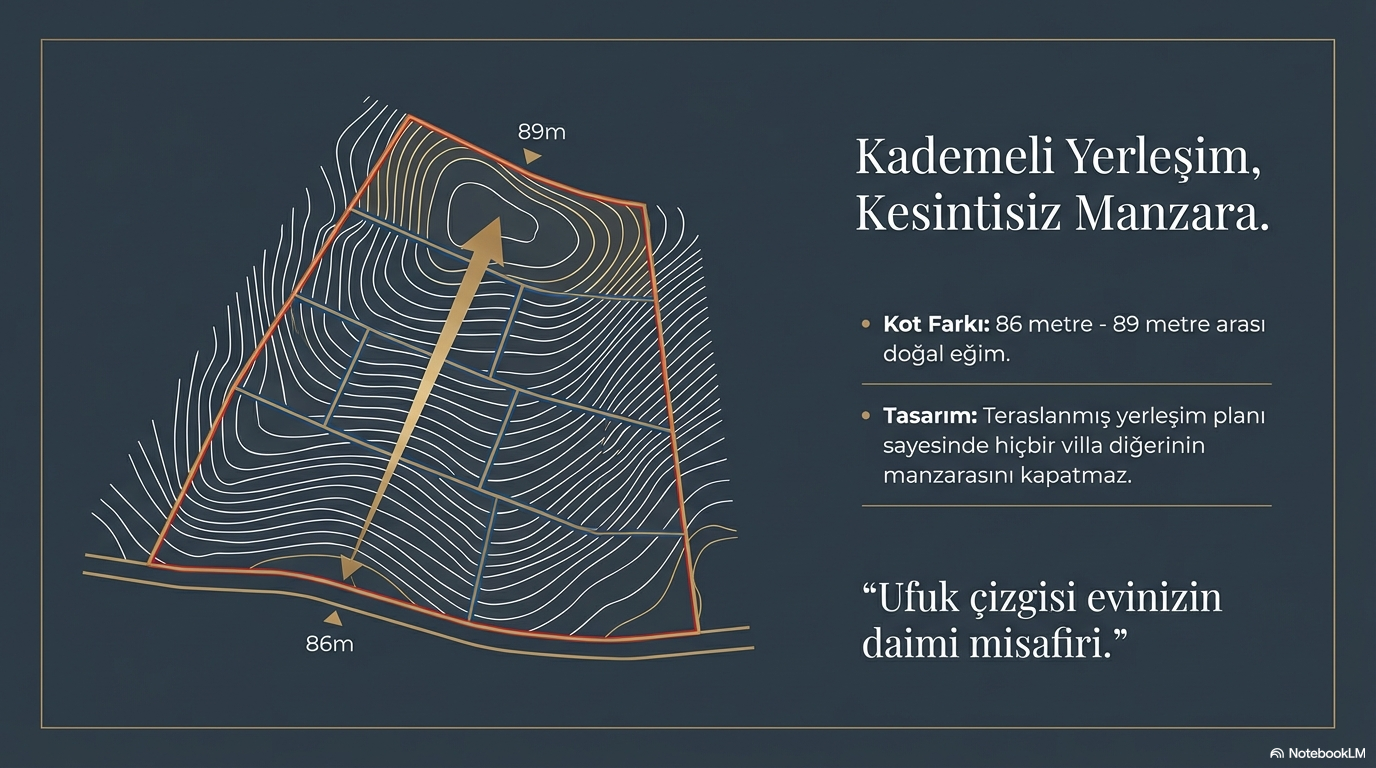 89m
86m
Kademeli Yerleşim,
Kesintisiz Manzara.
• Kot Farkı: 86 metre - 89 metre arası
doğal eğim.
• Tasarım: Teraslanmış yerleşim planı
sayesinde hiçbir villa diğerinin
manzarasını kapatmaz.
“Ufuk çizgisi evinizin
daimi misafiri.”
NotebookLM